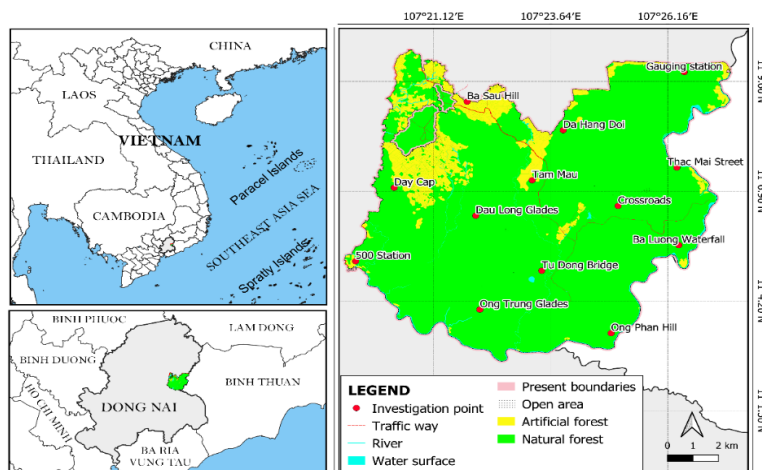 CHINA
LAOS
VIETNAM
THAILAND
Paracel Islands
CAMBODIA
SOUTHEAST ASIA SEA
Spratly Islands
BINH PHUOC
LAM DONG
BINH DUONG
BINH THUAN
HO CHI MINH
DONG NAI
BA RIA
VUNG TAU
107°21.12'E
107°23.64'E
107°26.16'E
Gauging station
Ba Sau Hill
Da Hang Doi
Thac Mai Street
Tam Mau
Day Cap
Crossroads
Dau Long Glades
Ba Luong Waterfall
500 Station
Tu Dong Bridge
Ong Trung Glades
Ong Phan Hill
LEGEND
Investigation point
Traffic way
River
Water surface
Present boundaries
Open area
Artificial forest
Natural forest
0 1 2 km